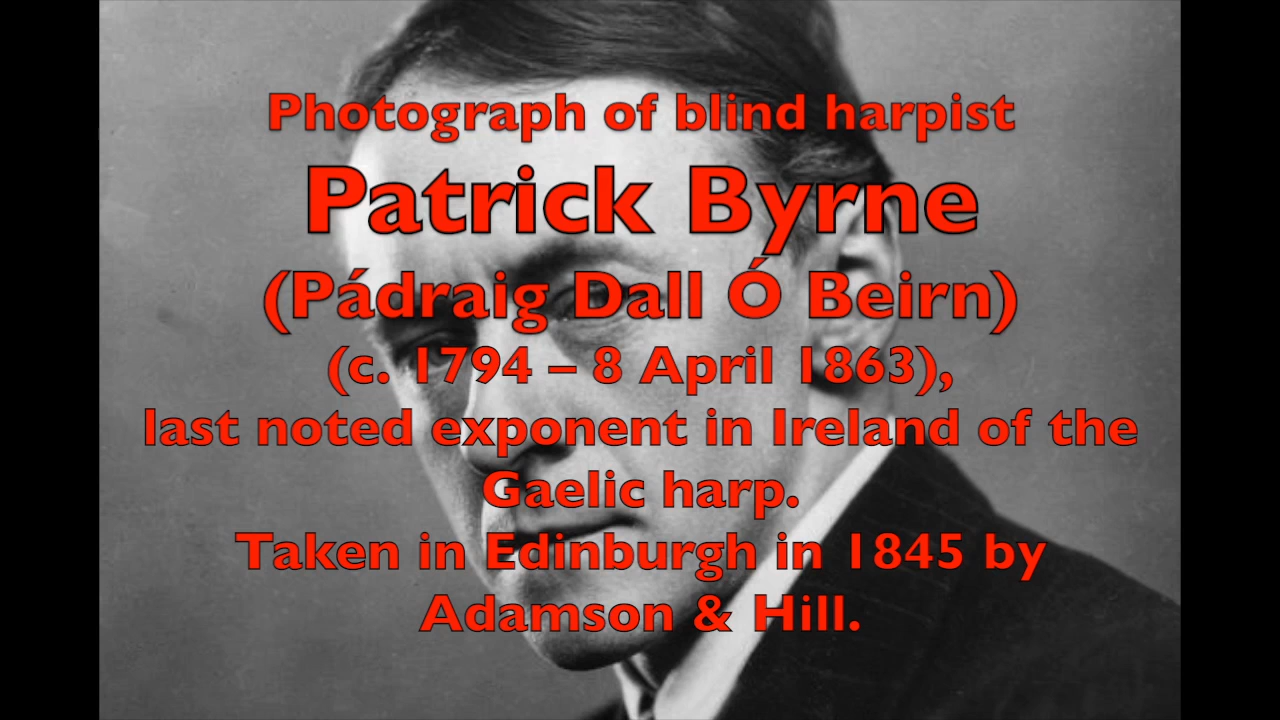 Photograph of blind harpist
Patrick Byrne
(Pádraig Dall Ó Beirn)
(c. 1794 – 8 April 1863),
last noted exponent in Ireland of the
Gaelic harp.
Taken in Edinburgh in 1845 by
Adamson & Hill.